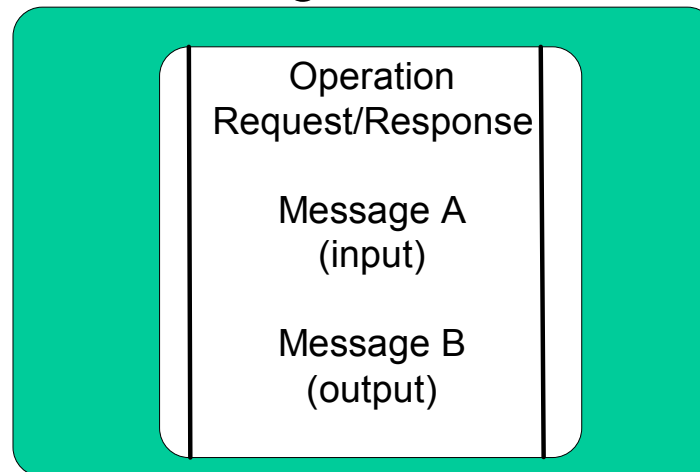 Operation
Request/Response
Message A
(input)
Message B
(output)